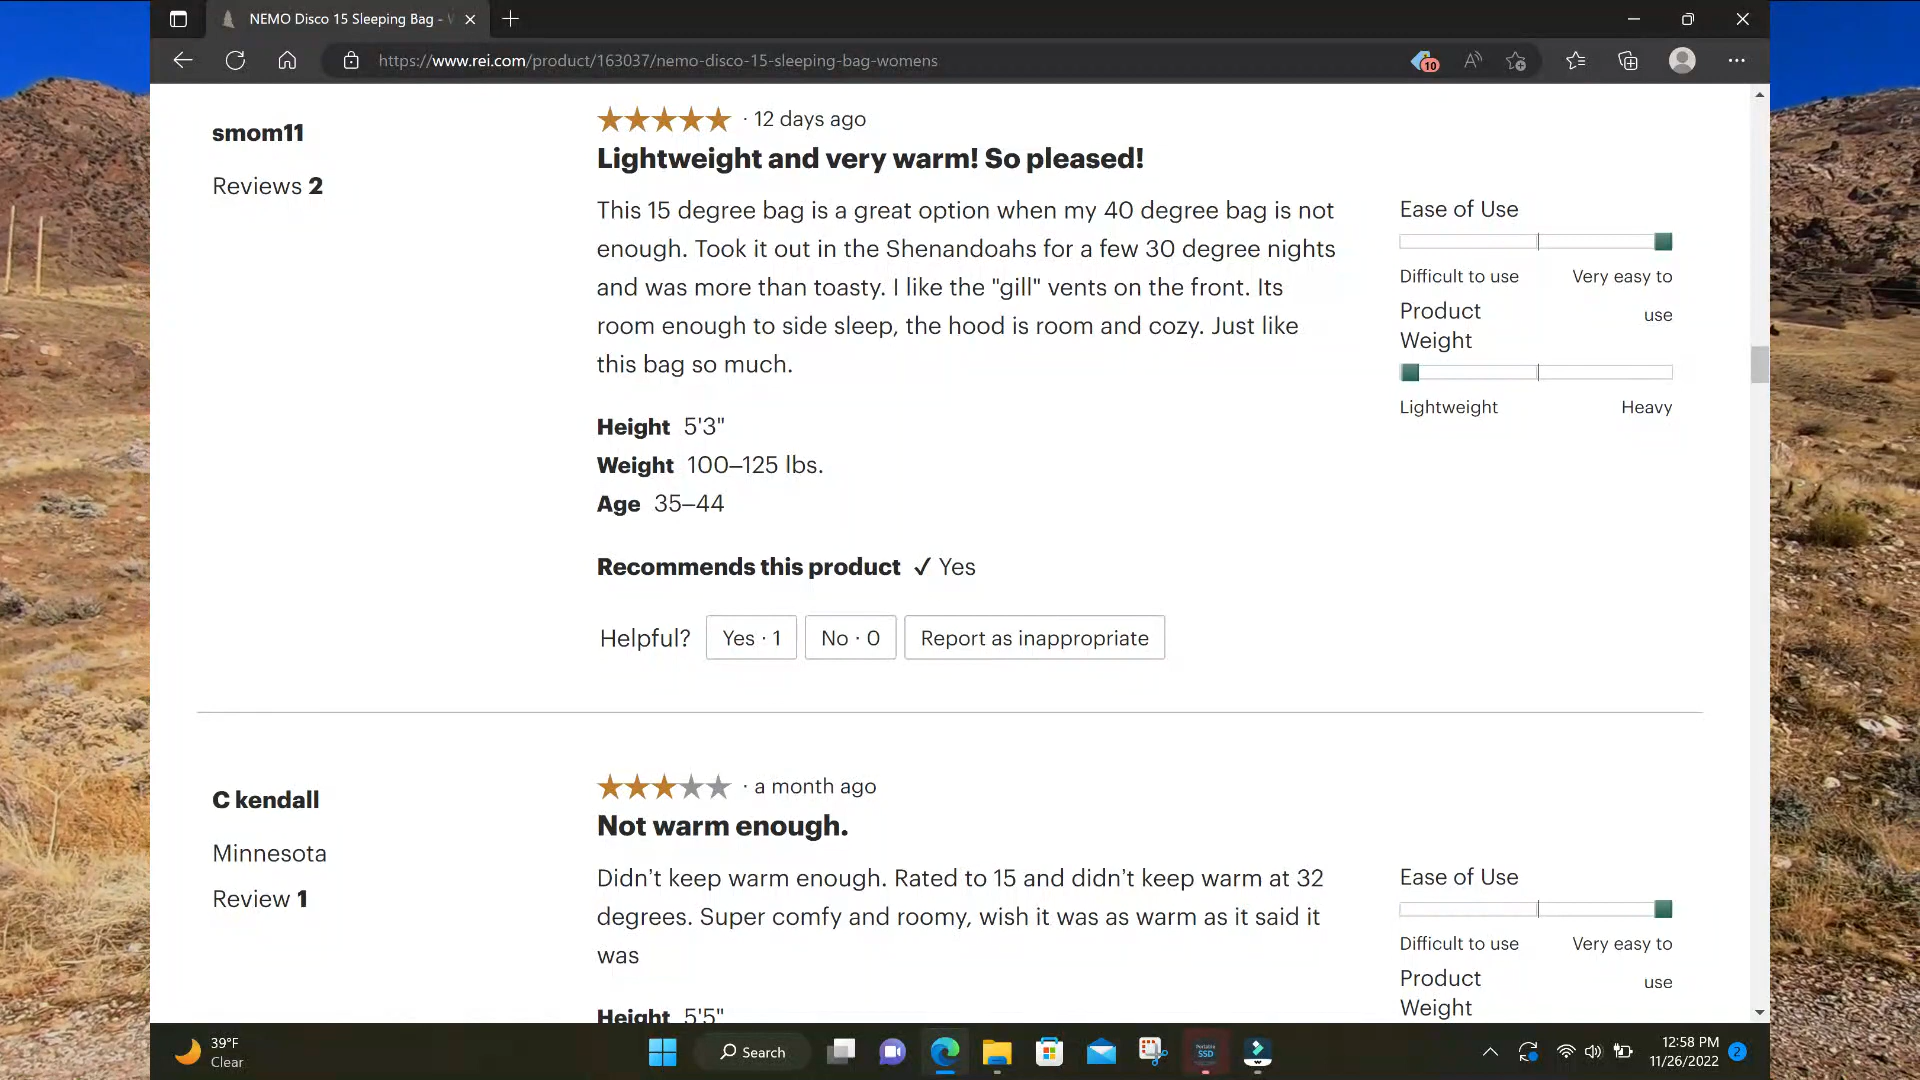 NEMO Disco 15 Sleeping Bag -
https://www.rei.com/product/163037/nemo-disco-15-sleeping-bag-womens
10
smom11
Reviews 2
· 12 days ago
Lightweight and very warm! So pleased!
This 15 degree bag is a great option when my 40 degree bag is not
enough. Took it out in the Shenandoahs for a few 30 degree nights
and was more than toasty. I like the "gill" vents on the front. Its
room enough to side sleep, the hood is room and cozy. Just like
this bag so much.
Height 5'3"
Weight 100–125 lbs.
Age 35–44
Recommends this product ✓ Yes
Helpful? Yes · 1 No · 0 Report as inappropriate
Ease of Use
Difficult to use Very easy to use
Product Weight
Lightweight Heavy
C kendall
Minnesota
Review 1
· a month ago
Not warm enough.
Didn’t keep warm enough. Rated to 15 and didn’t keep warm at 32
degrees. Super comfy and roomy, wish it was as warm as it said it
was
Height 5'5"
Ease of Use
Difficult to use Very easy to use
Product Weight
39°F
Clear
Search
Portable
SSD
12:58 PM
11/26/2022
2